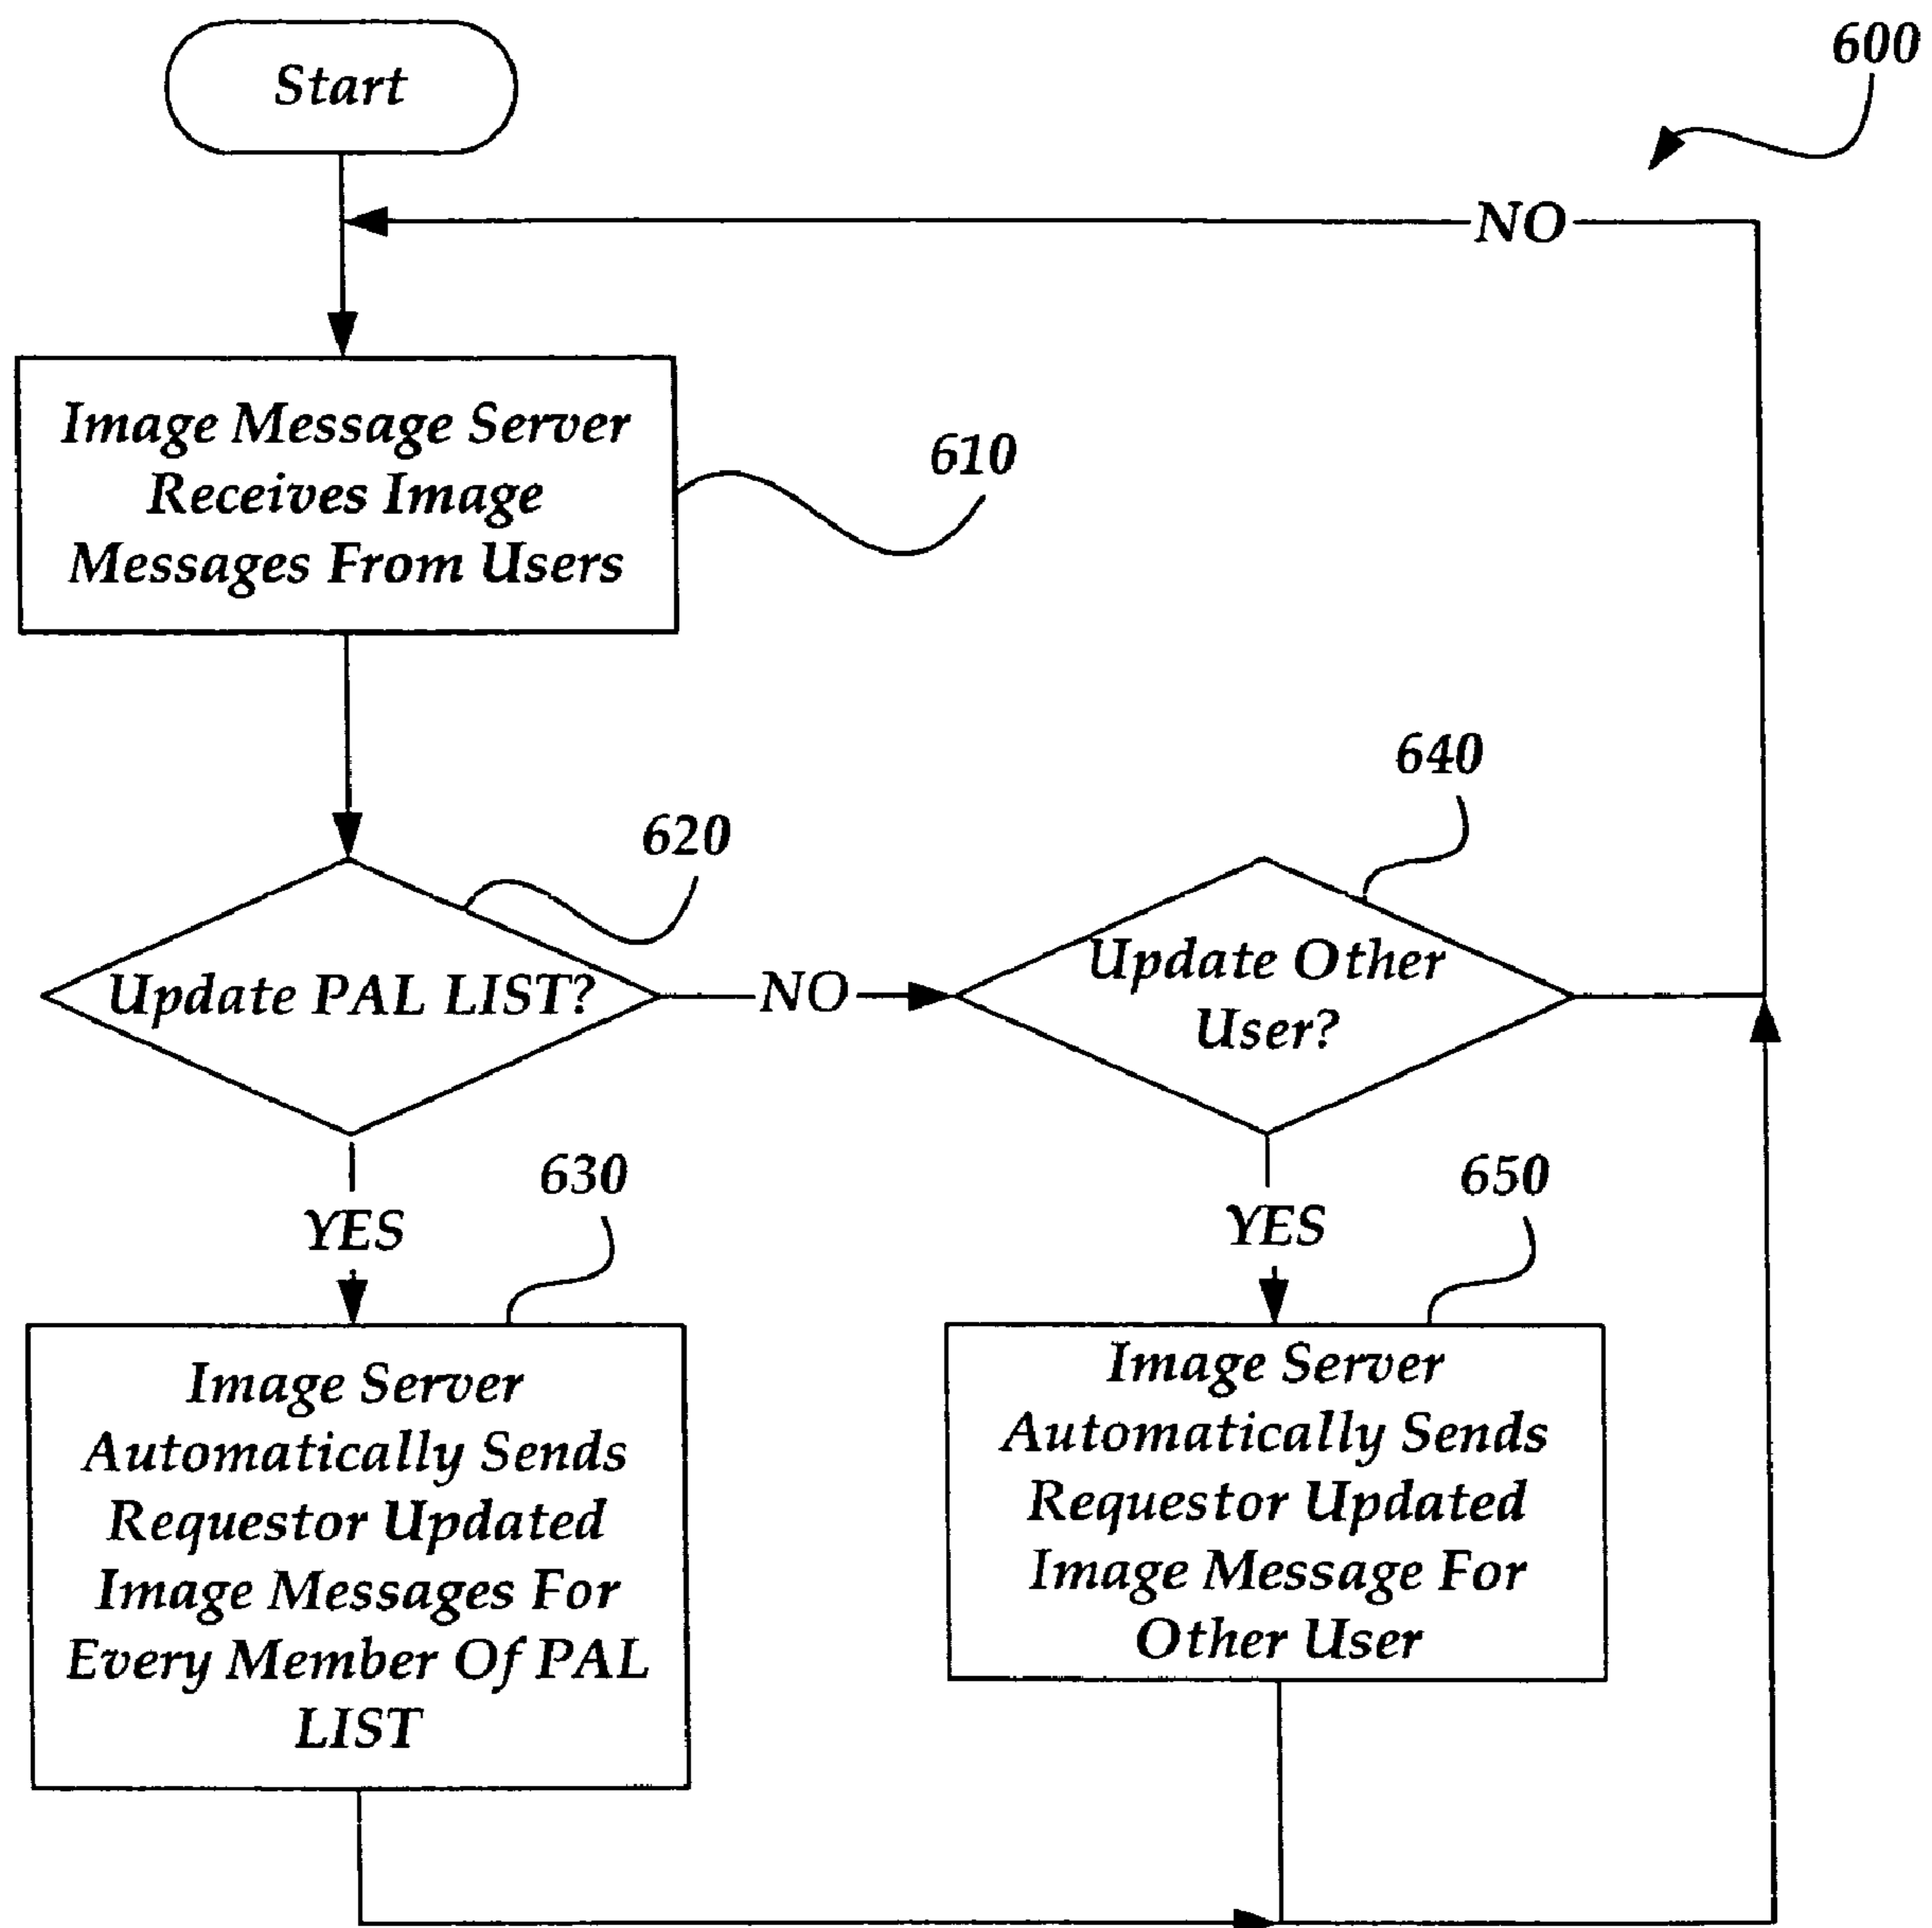 Start
600
NO
Image Message Server
Receives Image
Messages From Users
610
640
620
Update PAL LIST?
NO
Update Other
User?
630
650
YES
YES
Image Server
Automatically Sends
Requestor Updated
Image Messages For
Every Member Of PAL
LIST
Image Server
Automatically Sends
Requestor Updated
Image Message For
Other User